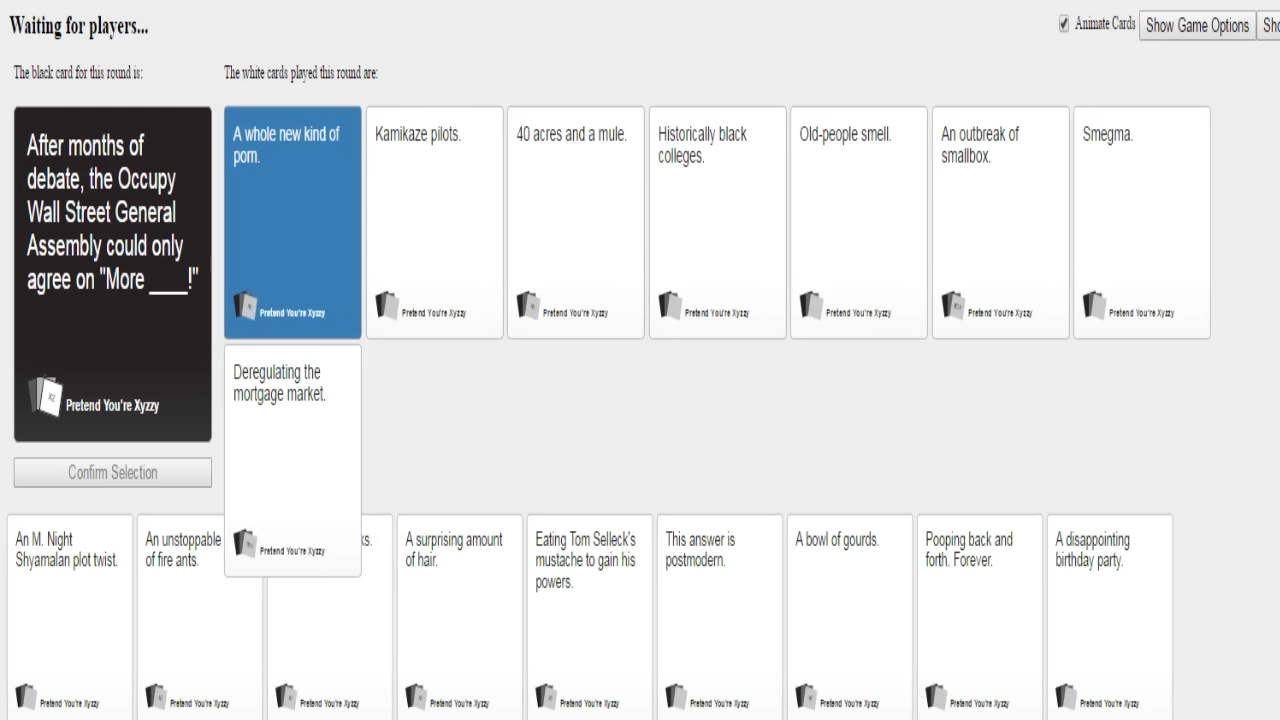 Waiting for players...
Animate Cards
Show Game Options
Sho
The black card for this round is:
The white cards played this round are:
After months of
debate, the Occupy
Wall Street General
Assembly could only
agree on "More ____!"
Pretend You're Xyzzy
Confirm Selection
A whole new kind of
porn.
Pretend You're Xyzzy
Kamikaze pilots.
Pretend You're Xyzzy
40 acres and a mule.
Pretend You're Xyzzy
Historically black
colleges.
Pretend You're Xyzzy
Old-people smell.
Pretend You're Xyzzy
An outbreak of
smallbox.
Pretend You're Xyzzy
Smegma.
Pretend You're Xyzzy
Deregulating the
mortgage market.
Pretend You're Xyzzy
An M. Night
Shyamalan plot twist.
Pretend You're Xyzzy
An unstoppable
of fire ants.
Pretend You're Xyzzy
ks.
Pretend You're Xyzzy
A surprising amount
of hair.
Pretend You're Xyzzy
Eating Tom Selleck's
mustache to gain his
powers.
Pretend You're Xyzzy
This answer is
postmodern.
Pretend You're Xyzzy
A bowl of gourds.
Pretend You're Xyzzy
Pooping back and
forth. Forever.
Pretend You're Xyzzy
A disappointing
birthday party.
Pretend You're Xyzzy